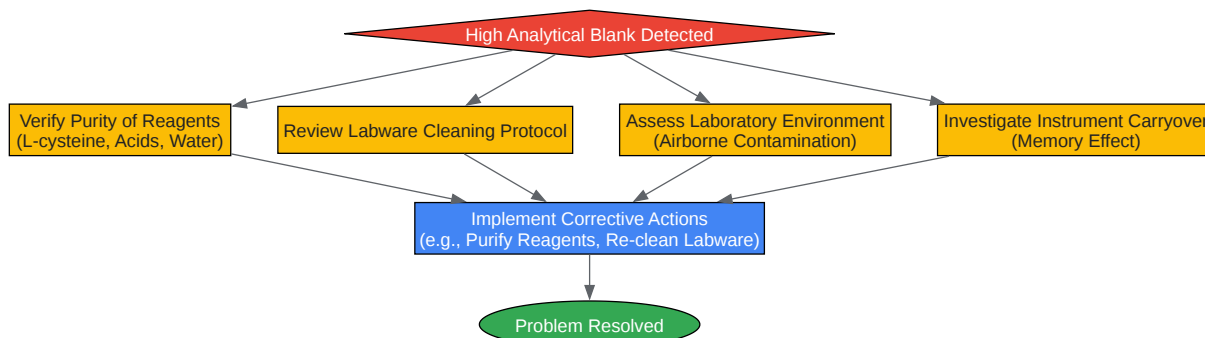 High Analytical Blank Detected
Verify Purity of Reagents
(L-cysteine, Acids, Water)
Review Labware Cleaning Protocol
Assess Laboratory Environment
(Airborne Contamination)
Investigate Instrument Carryover
(Memory Effect)
Implement Corrective Actions
(e.g., Purify Reagents, Re-clean Labware)
Problem Resolved